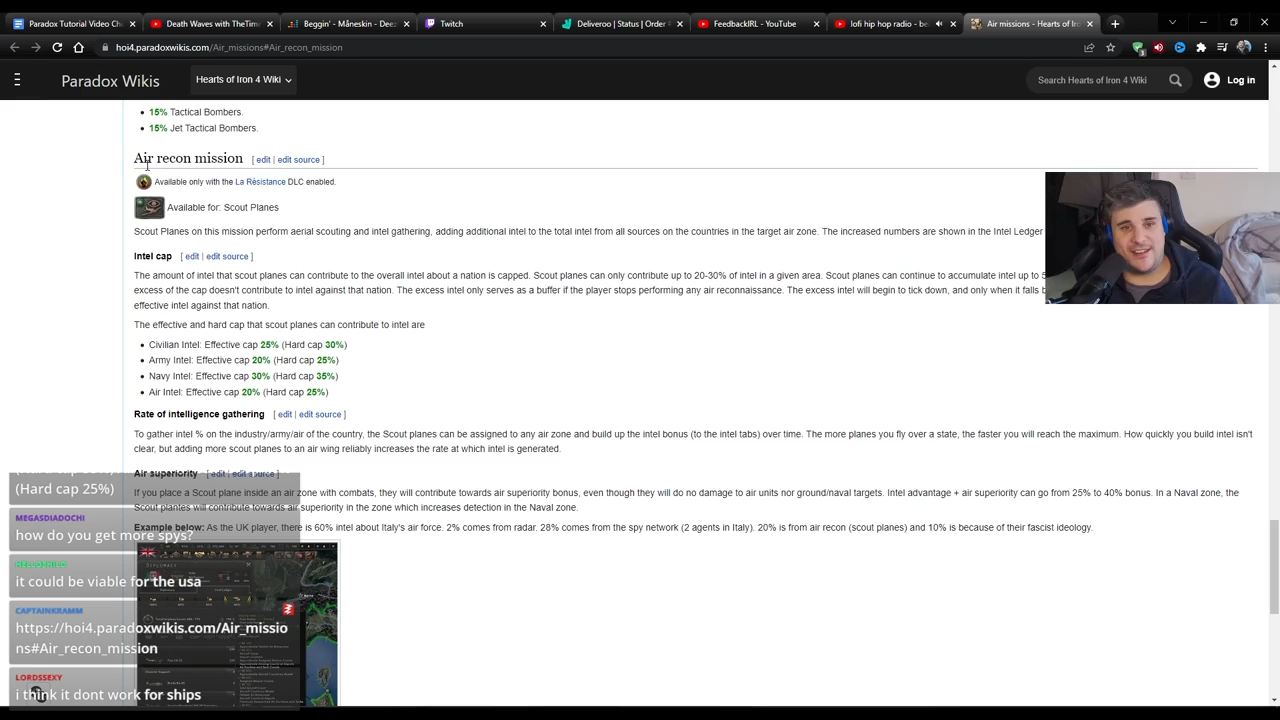 Paradox Tutorial Video Ch
Death Waves with TheTime
Beggin' - Måneskin - Deez
Twitch
Deliveroo | Status | Order
FeedbackIRL - YouTube
lofi hip hop radio - be
Air missions - Hearts of Iro
hoi4.paradoxwikis.com/Air_missions#Air_recon_mission
Paradox Wikis
Hearts of Iron 4 Wiki
Search Hearts of Iron 4 Wiki
Log in
15% Tactical Bombers.
15% Jet Tactical Bombers.
Air recon mission [ edit | edit source ]
Available only with the La Résistance DLC enabled.
Available for: Scout Planes
Scout Planes on this mission perform aerial scouting and intel gathering, adding additional intel to the total intel from all sources on the countries in the target air zone. The increased numbers are shown in the Intel Ledger
Intel cap [ edit | edit source ]
The amount of intel that scout planes can contribute to the overall intel about a nation is capped. Scout planes can only contribute up to 20-30% of intel in a given area. Scout planes can continue to accumulate intel up to 5
excess of the cap doesn't contribute to intel against that nation. The excess intel only serves as a buffer if the player stops performing any air reconnaissance. The excess intel will begin to tick down, and only when it falls b
effective intel against that nation.
The effective and hard cap that scout planes can contribute to intel are
Civilian Intel: Effective cap 25% (Hard cap 30%)
Army Intel: Effective cap 20% (Hard cap 25%)
Navy Intel: Effective cap 30% (Hard cap 35%)
Air Intel: Effective cap 20% (Hard cap 25%)
Rate of intelligence gathering [ edit | edit source ]
To gather intel % on the industry/army/air of the country, the Scout planes can be assigned to any air zone and build up the intel bonus (to the intel tabs) over time. The more planes you fly over a state, the faster you will reach the maximum. How quickly you build intel isn't
clear, but adding more scout planes to an air wing reliably increases the rate at which intel is generated.
Air superiority [ edit | edit source ]
If you place a Scout plane inside an air zone with combats, they will contribute towards air superiority bonus, even though they will do no damage to air units nor ground/naval targets. Intel advantage + air superiority can go from 25% to 40% bonus. In a Naval zone, the
Scout planes will contribute towards air superiority in the zone which increases detection in the Naval zone.
Example below: As the UK player, there is 60% intel about Italy's air force. 2% comes from radar. 28% comes from the spy network (2 agents in Italy). 20% is from air recon (scout planes) and 10% is because of their fascist ideology.
DIPLOMACY
(Hard cap 25%)
MEGASDIADOCHI
how do you get more spys?
it could be viable for the usa
CAPTAINKRAMM
https://hoi4.paradoxwikis.com/Air_missio
ns#Air_recon_mission
i think it dont work for ships